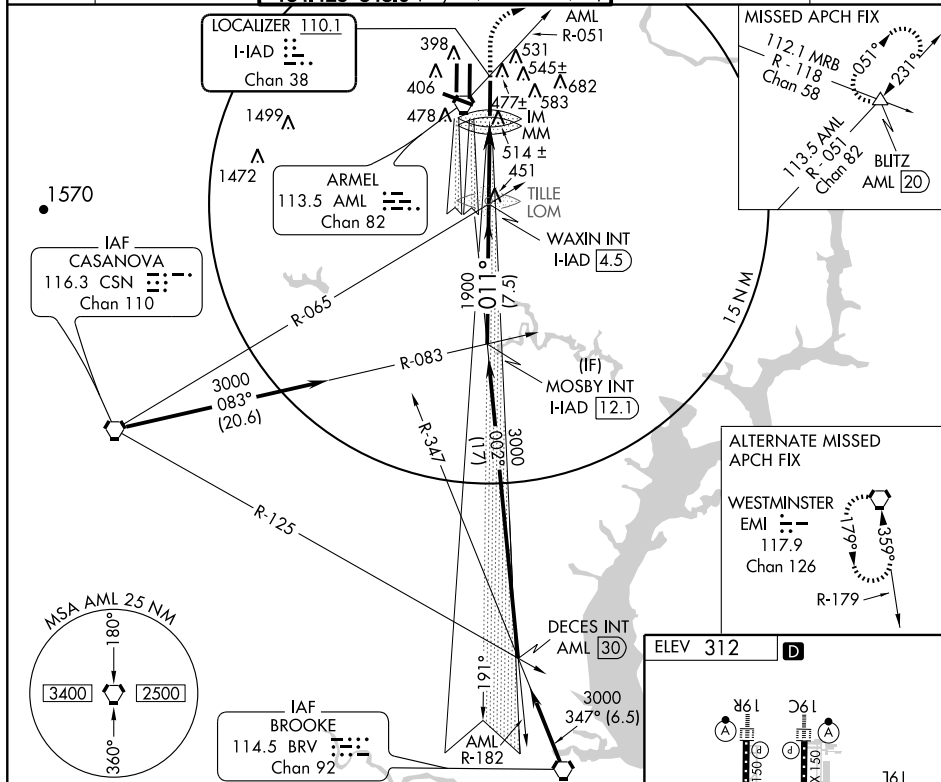 LOCALIZER 110.1
I-IAD
Chan 38
AML
R-051
398
531
545±
682
406
477±
583
478
IM
MM
514 ±
451
1499
1472
1570
ARMEL
113.5 AML
Chan 82
TILLE
LOM
WAXIN INT
I-IAD 4.5
IAF
CASANOVA
116.3 CSN
Chan 110
R-065
1900
011°
(7.5)
15 NM
R-083
3000
083°
(20.6)
(IF)
MOSBY INT
I-IAD 12.1
R-347
3000
002°
(17)
R-125
DECES INT
AML 30
191°
AML
R-182
3000
347° (6.5)
IAF
BROOKE
114.5 BRV
Chan 92
MSA AML 25 NM
180°
3400
2500
360°
MISSED APCH FIX
112.1 MRB
R - 118
Chan 58
051°
231°
113.5 AML
R - 051
Chan 82
BLITZ
AML 20
ALTERNATE MISSED
APCH FIX
WESTMINSTER
EMI
117.9
Chan 126
179°
359°
R-179
ELEV 312
D
19R
19C
A
A
P
P